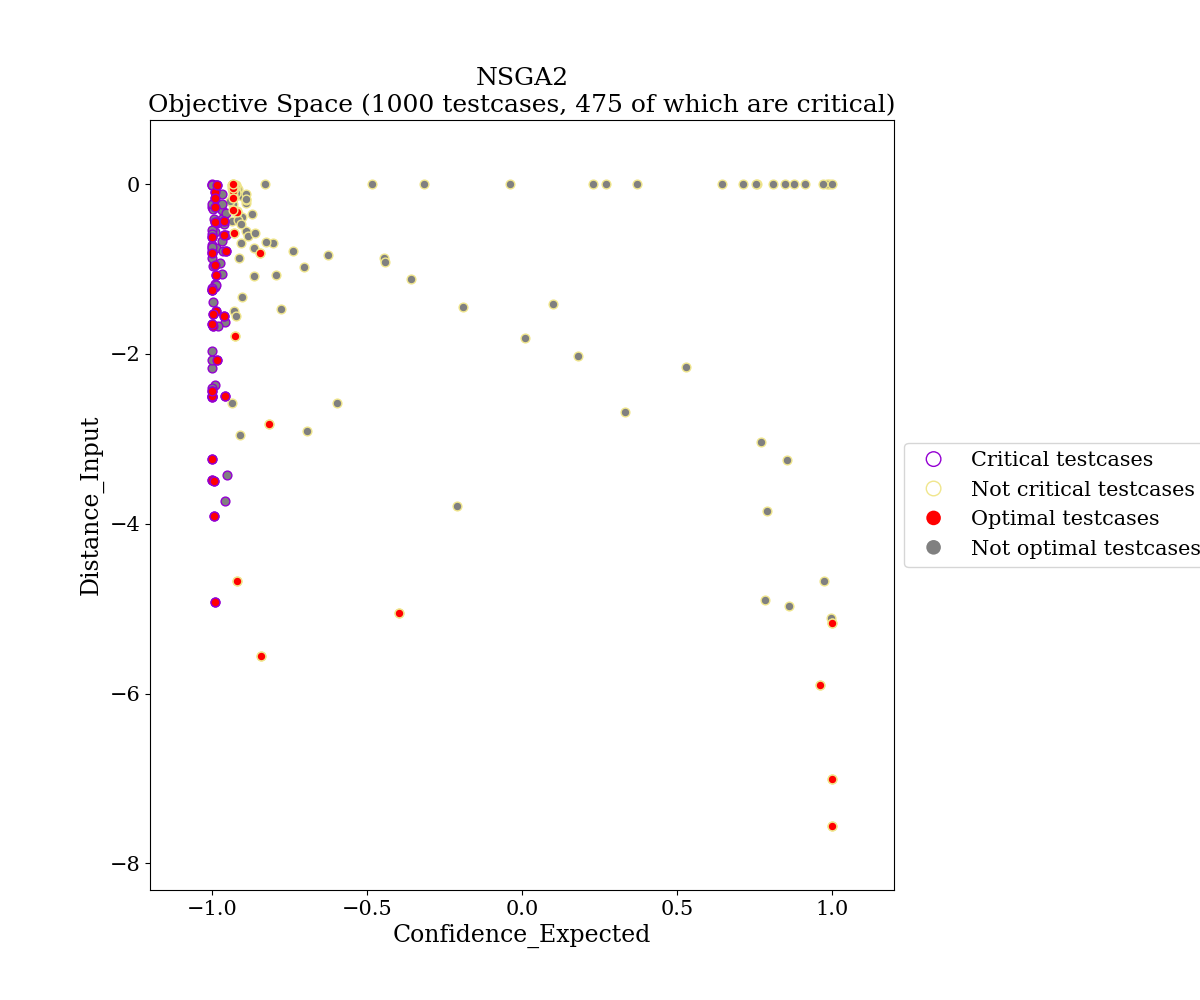 NSGA2
Objective Space (1000 testcases, 475 of which are critical)
0
−2
−4
−6
−8
Distance_Input
−1.0
−0.5
0.0
0.5
1.0
Confidence_Expected
Critical testcases
Not critical testcases
Optimal testcases
Not optimal testcases